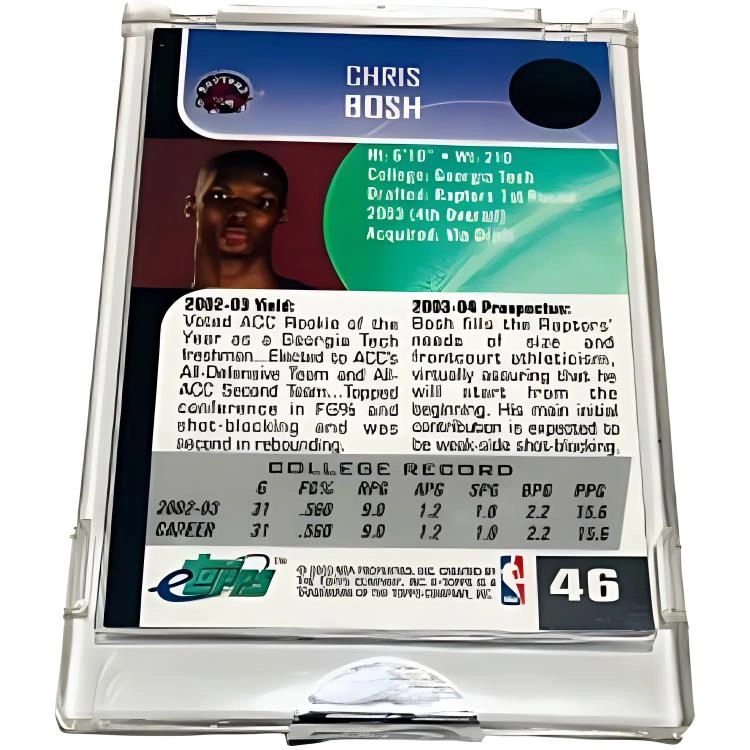 CHRIS
BOSH
Ht: 6'10" • Wt: 210
College: Georgia Tech
Drafted: Raptors 1st
2003 (4th Overall)
Acquired: Via
2002-03 Yield:
Voted ACC Rookie of the
Year as a Georgia Tech
freshman...Elected to ACC's
All-Defensive Team and All-
ACC Second Team...Topped
conference in FG% and
shot-blocking and was
second in rebounding.
2003-04 Prospectus:
Bosh fills the Raptors'
needs of size and
frontcourt athleticism,
virtually assuring that he
will start from the
beginning. His main initial
contribution is expected to
be weak-side shot-blocking.
COLLEGE RECORD
G FG% RPG APG SPG BPG PPG
2002-03 31 .560 9.0 1.2 1.0 2.2 15.6
CAREER 31 .560 9.0 1.2 1.0 2.2 15.6
etopps TM
46